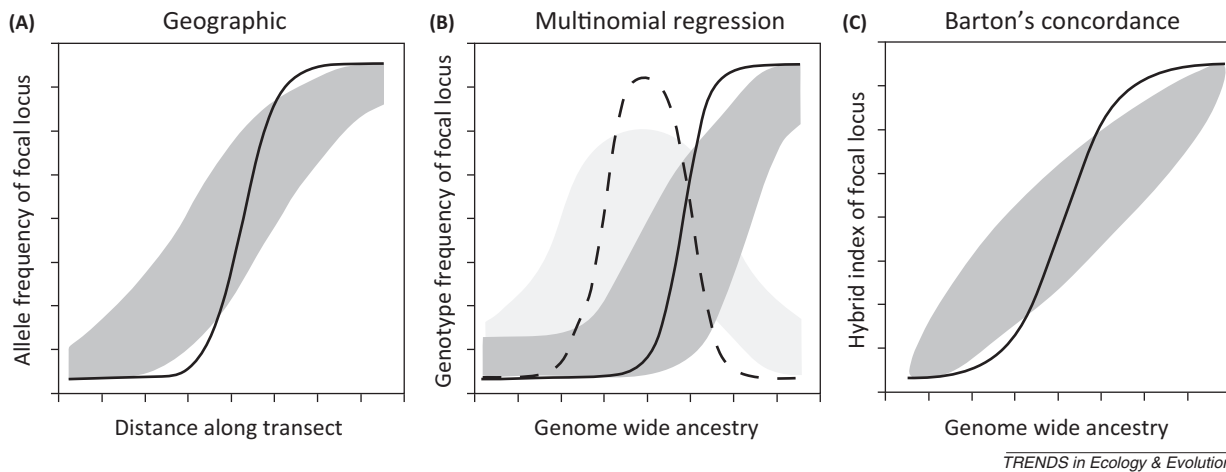 (A) Geographic
(B) Multinomial regression
(C) Barton's concordance
Allele frequency of focal locus
Genotype frequency of focal locus
Hybrid index of focal locus
Distance along transect
Genome wide ancestry
Genome wide ancestry
TRENDS in Ecology & Evolution